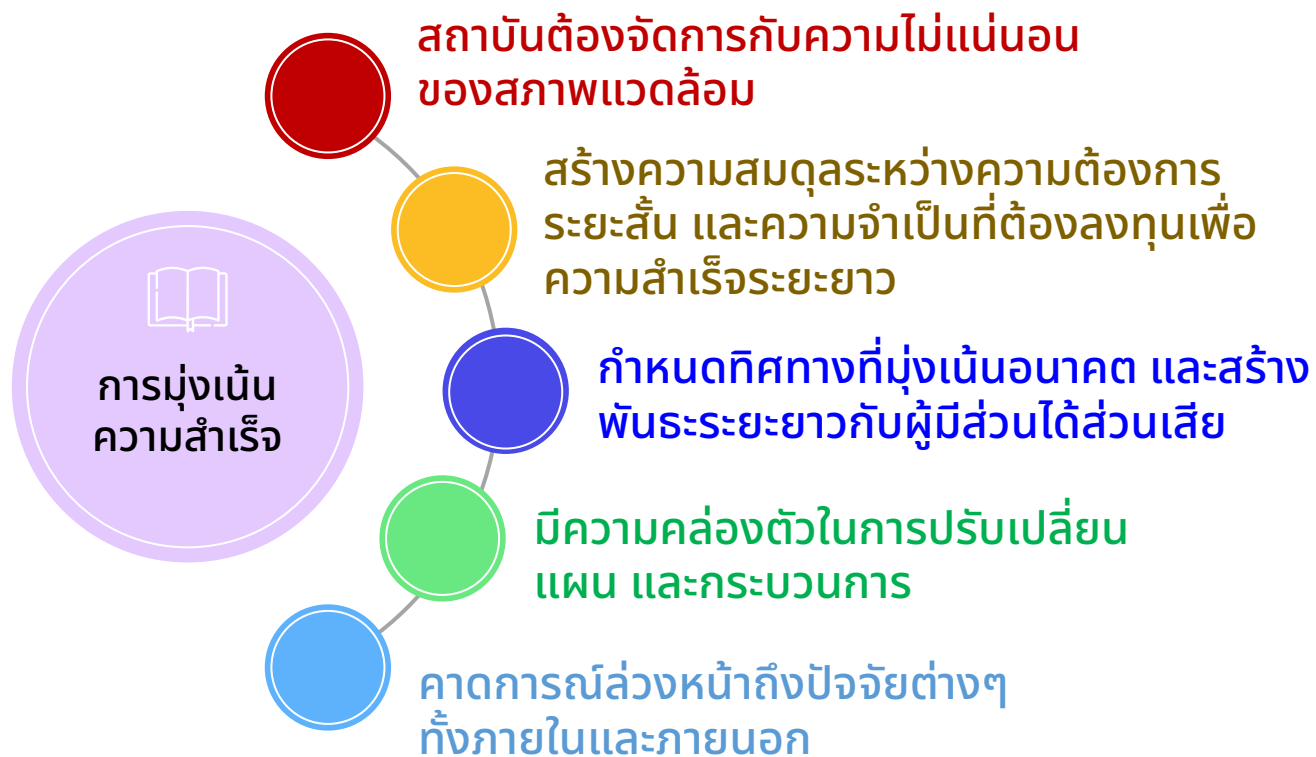 สถาบันต้องจัดการกับความไม่แน่นอน
ของสภาพแวดล้อม
สร้างความสมดุลระหว่างความต้องการ
ระยะสั้น และความจำเป็นที่ต้องลงทุนเพื่อ
ความสำเร็จระยะยาว
การมุ่งเน้น
ความสำเร็จ
กำหนดทิศทางที่มุ่งเน้นอนาคต และสร้าง
พันธะระยะยาวกับผู้มีส่วนได้ส่วนเสีย
มีความคล่องตัวในการปรับเปลี่ยน
แผน และกระบวนการ
คาดการณ์ล่วงหน้าถึงปัจจัยต่างๆ
ทั้งภายในและภายนอก